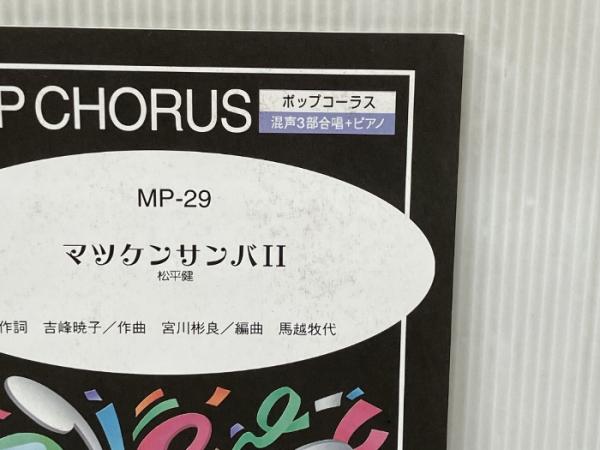 P CHORUS
ポップコーラス
混声3部合唱+ピアノ
MP-29
マツケンサンバII
松平健
作詞 吉峰暁子／作曲 宮川彬良／編曲 馬越牧代